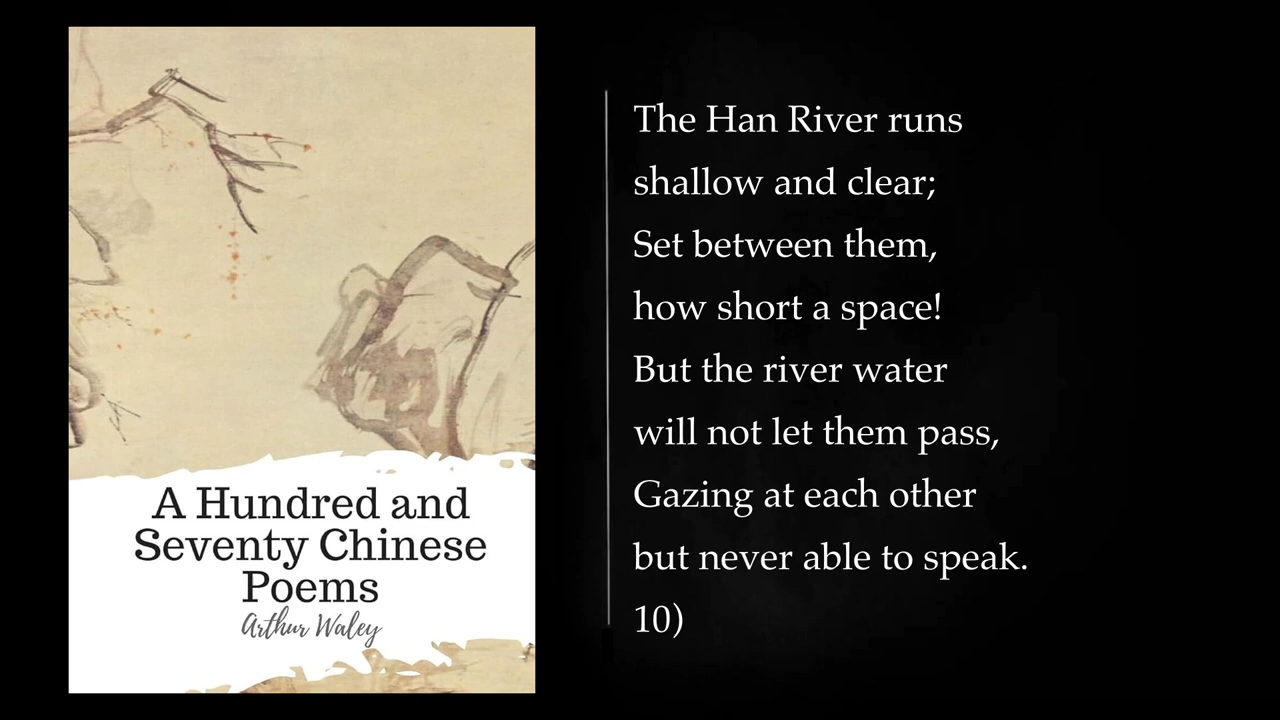 A Hundred and
Seventy Chinese
Poems
Arthur Waley
The Han River runs
shallow and clear;
Set between them,
how short a space!
But the river water
will not let them pass,
Gazing at each other
but never able to speak.
10)